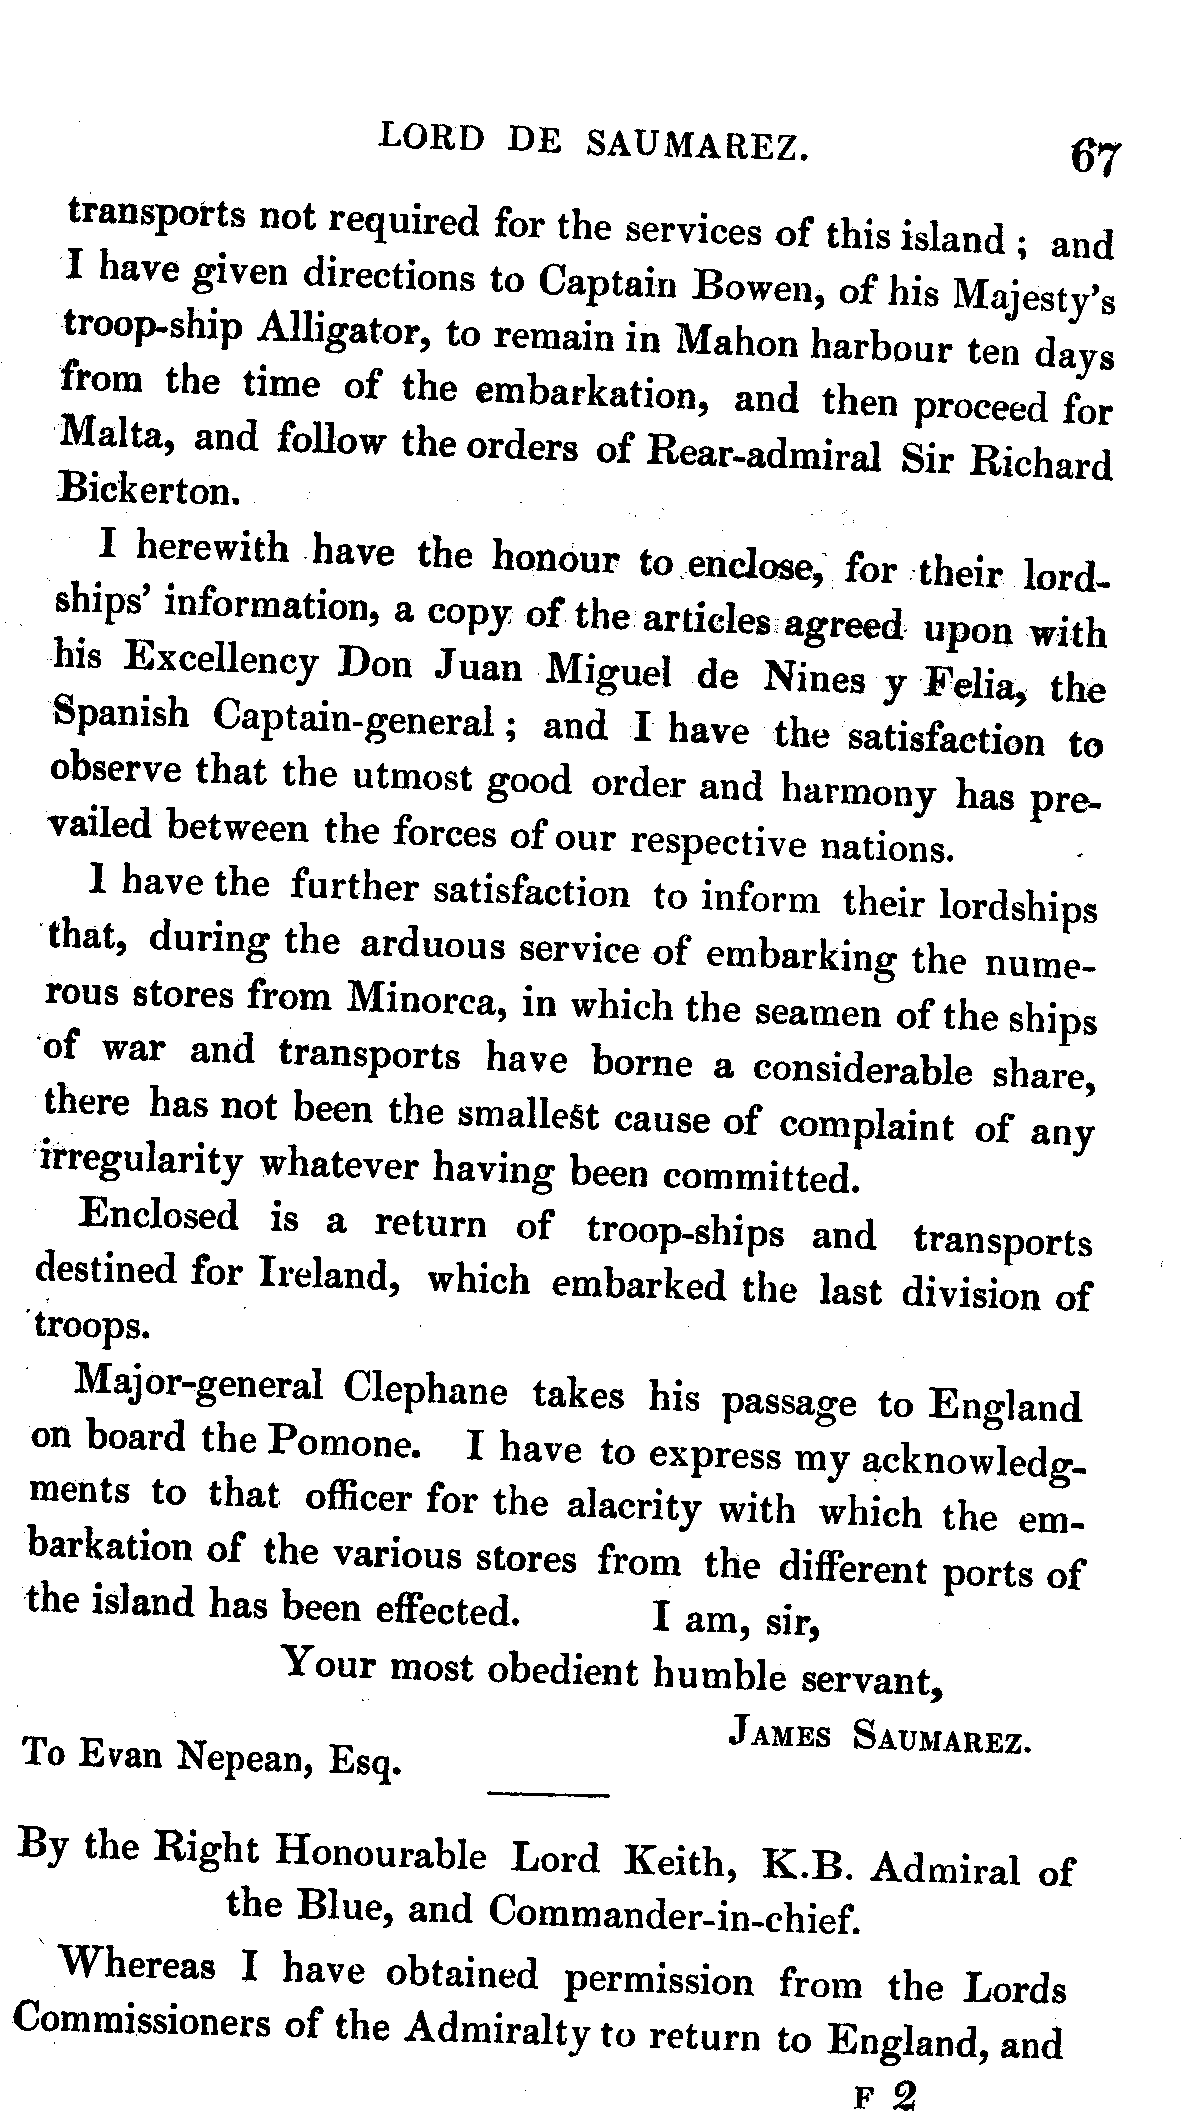 LORD DE SAUMAREZ. 67
transports not required for the services of this island ; and
I have given directions to Captain Bowen, of his Majesty's
troop-ship Alligator, to remain in Mahon harbour ten days
from the time of the embarkation, and then proceed for
Malta, and follow the orders of Rear-admiral Sir Richard
Bickerton.
I herewith have the honour to enclose, for their lord-
ships' information, a copy of the articles agreed upon with
his Excellency Don Juan Miguel de Nines y Felia, the
Spanish Captain-general ; and I have the satisfaction to
observe that the utmost good order and harmony has pre-
vailed between the forces of our respective nations.
I have the further satisfaction to inform their lordships
that, during the arduous service of embarking the nume-
rous stores from Minorca, in which the seamen of the ships
of war and transports have borne a considerable share,
there has not been the smallest cause of complaint of any
irregularity whatever having been committed.
Enclosed is a return of troop-ships and transports
destined for Ireland, which embarked the last division of
troops.
Major-general Clephane takes his passage to England
on board the Pomone. I have to express my acknowledg-
ments to that officer for the alacrity with which the em-
barkation of the various stores from the different ports of
the island has been effected. I am, sir,
Your most obedient humble servant,
JAMES SAUMAREZ.
To Evan Nepean, Esq.
By the Right Honourable Lord Keith, K.B. Admiral of
the Blue, and Commander-in-chief.
Whereas I have obtained permission from the Lords
Commissioners of the Admiralty to return to England, and
F 2